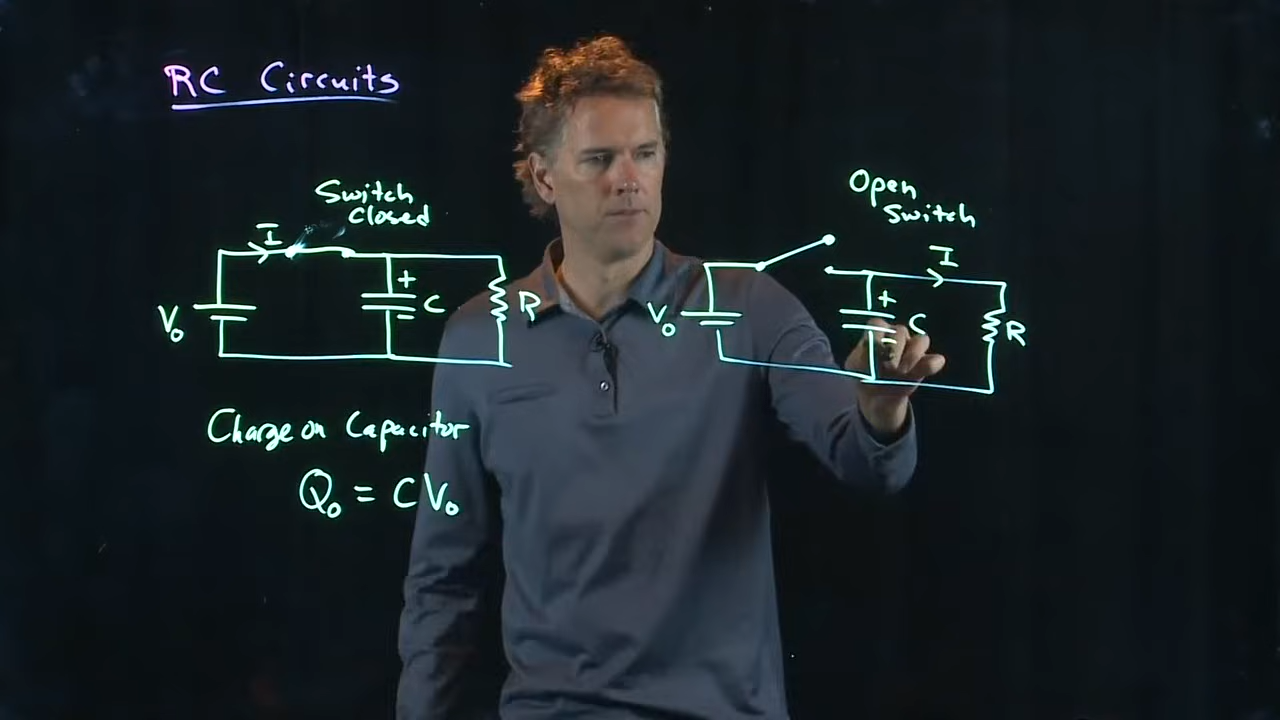 RC Circuits
Switch
Closed
I
+
C
R
V₀
Charge on Capacitor
Q₀ = CV₀
Open
Switch
I
+
C
R
V₀